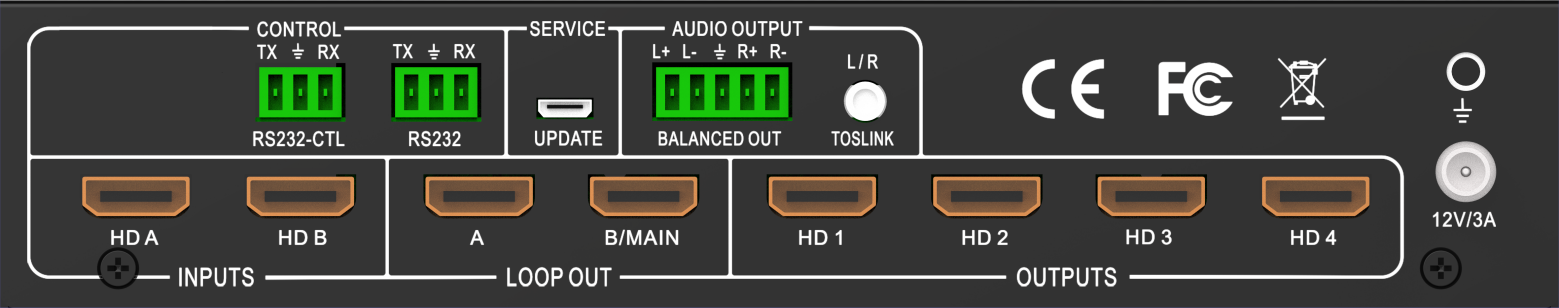 CONTROL
SERVICE
AUDIO OUTPUT
TX ⏚ RX
TX ⏚ RX
L+ L- ⏚ R+ R-
L/R
RS232-CTL
RS232
UPDATE
BALANCED OUT
TOSLINK
CE
FC
12V/3A
HD A
HD B
A
B/MAIN
HD 1
HD 2
HD 3
HD 4
INPUTS
LOOP OUT
OUTPUTS